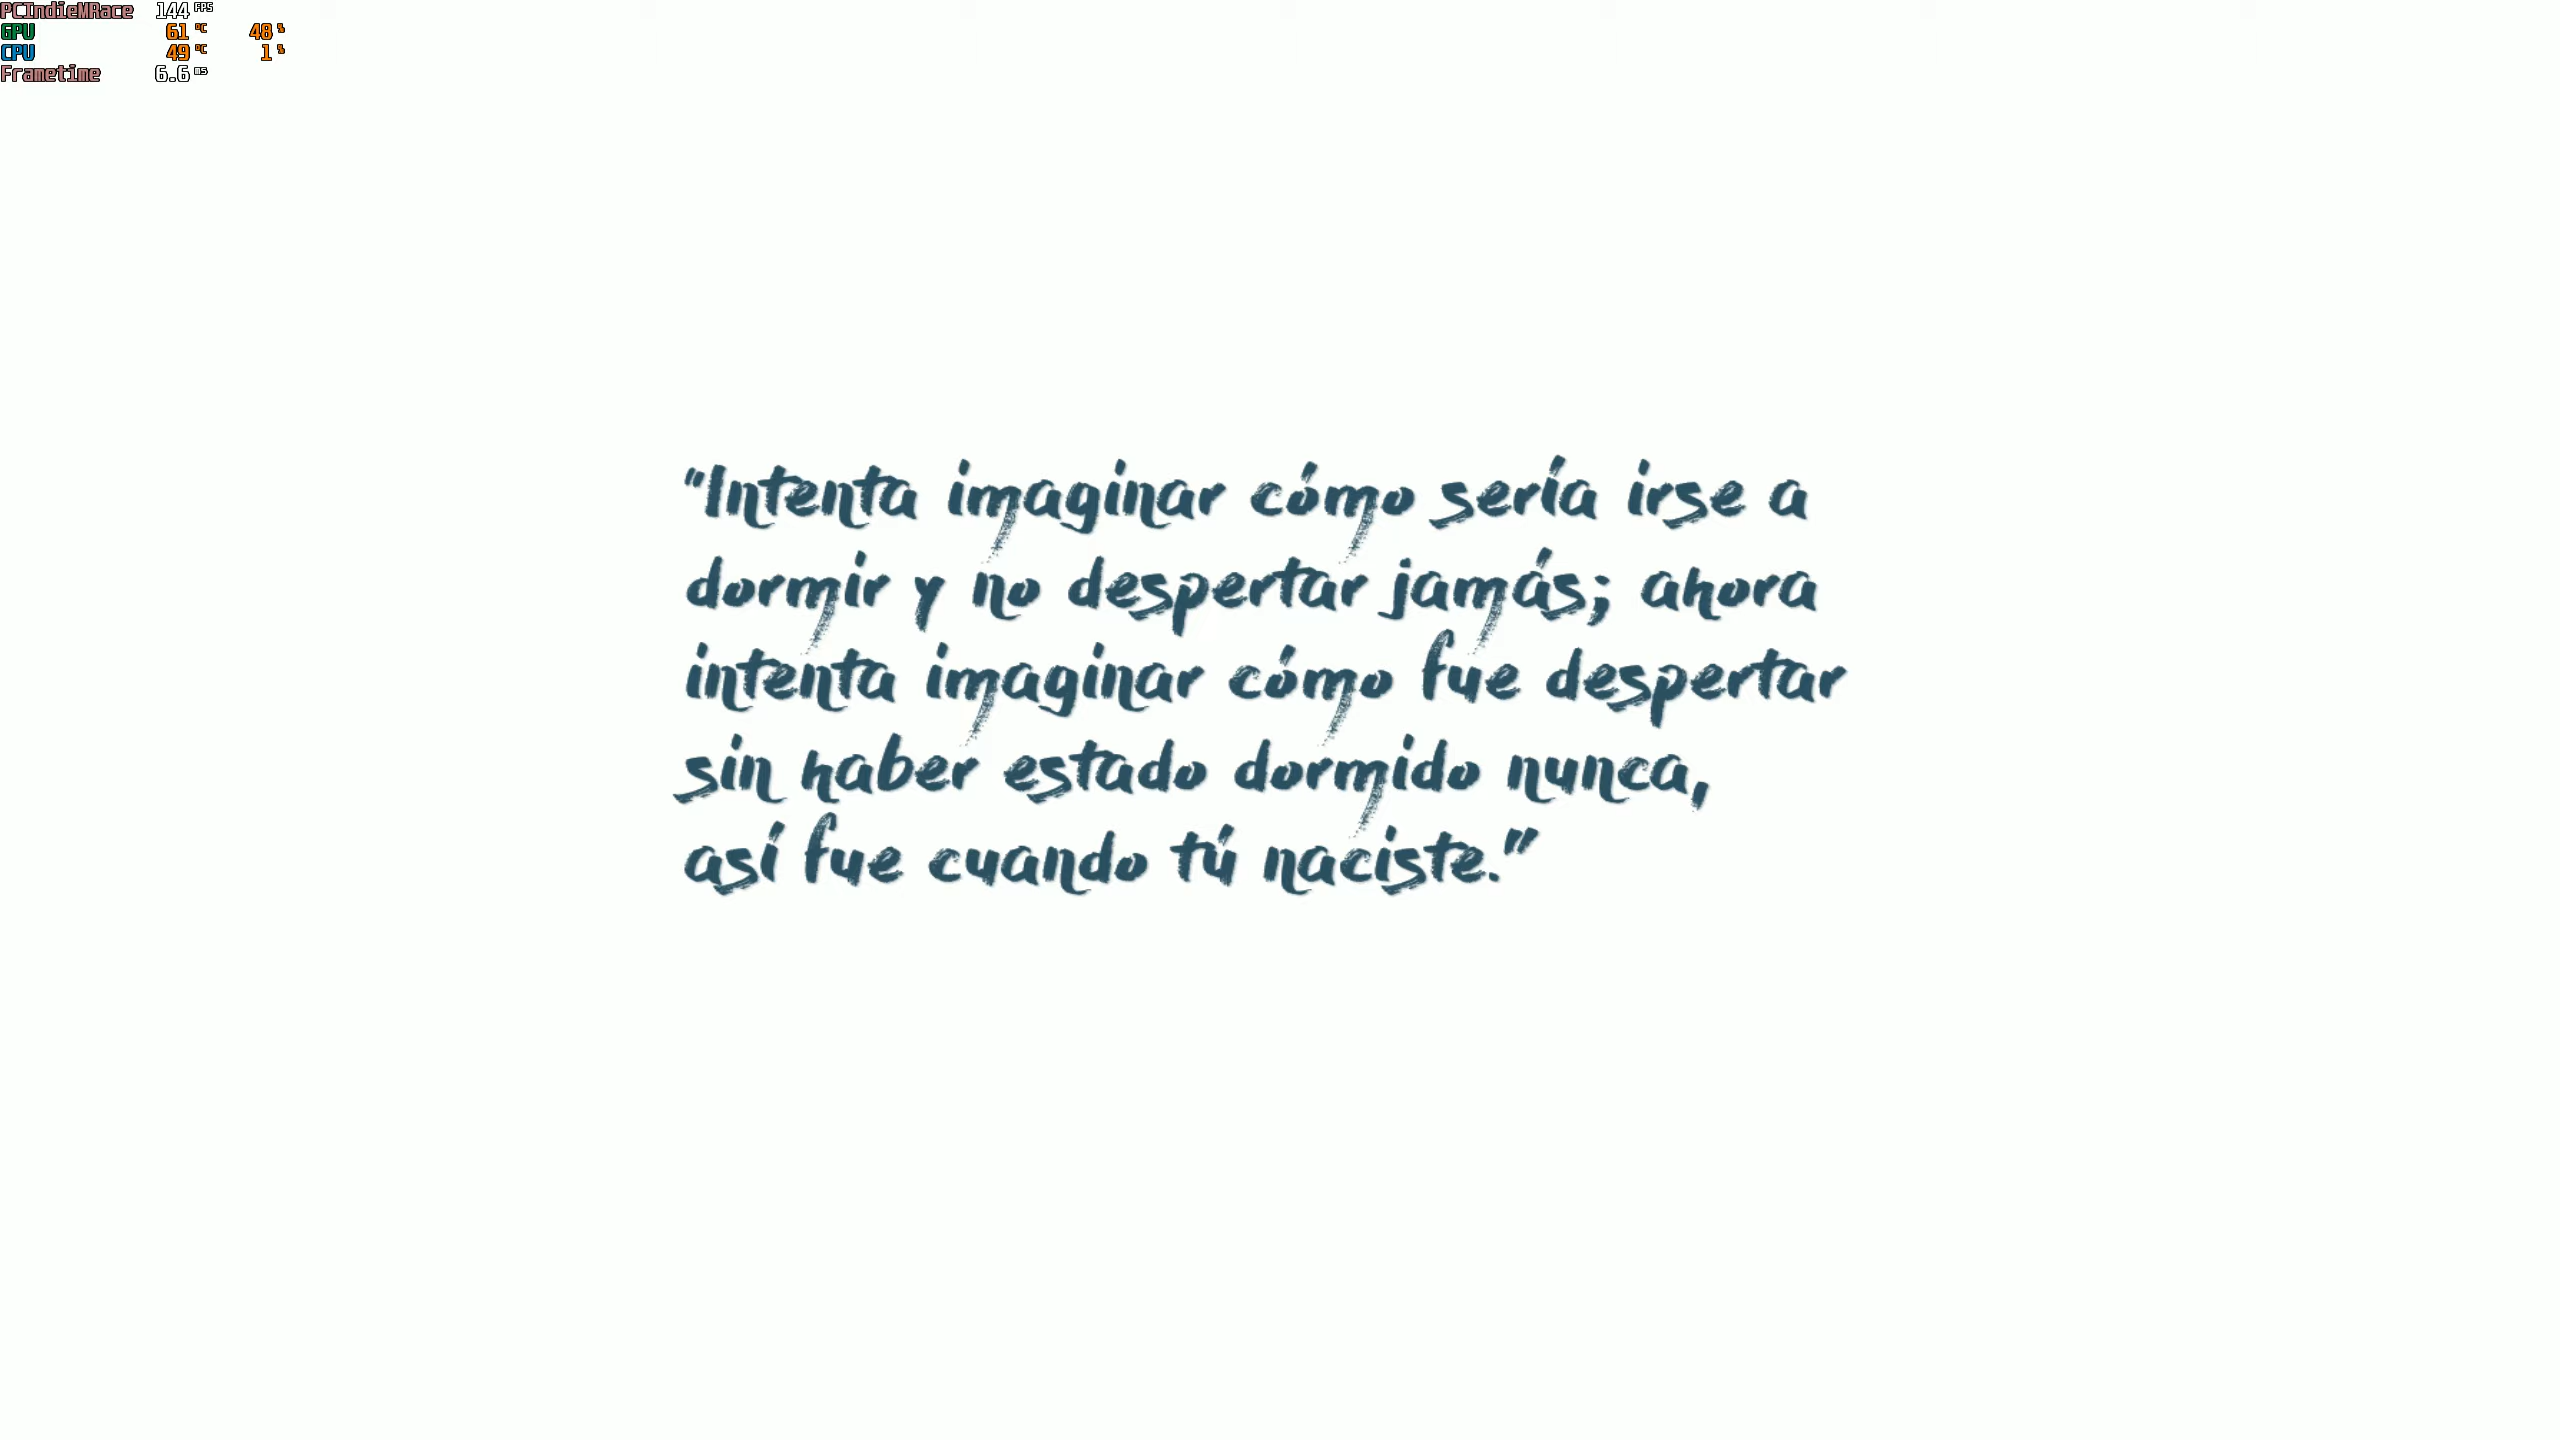 PCIndieMRace 144 FPS
GPU 61 °C 48 %
CPU 49 °C 1 %
Frametime 6.6 ms
"Intenta imaginar cómo sería irse a
dormir y no despertar jamás; ahora
intenta imaginar cómo fue despertar
sin haber estado dormido nunca,
así fue cuando tú naciste."